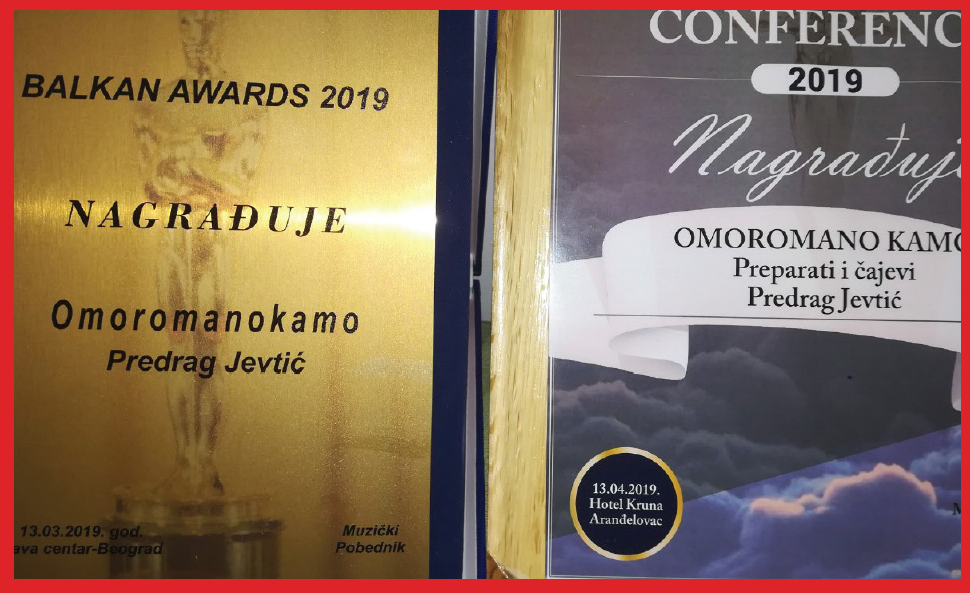 BALKAN AWARDS 2019
NAGRAĐUJE
Omoromanokamo
Predrag Jevtić
13.03.2019. god.
ava centar-Beograd
Muzički
Pobednik
CONFERENC
2019
Nagrađuje
OMOROMANO KAMO
Preparati i čajevi
Predrag Jevtić
13.04.2019.
Hotel Kruna
Aranđelovac